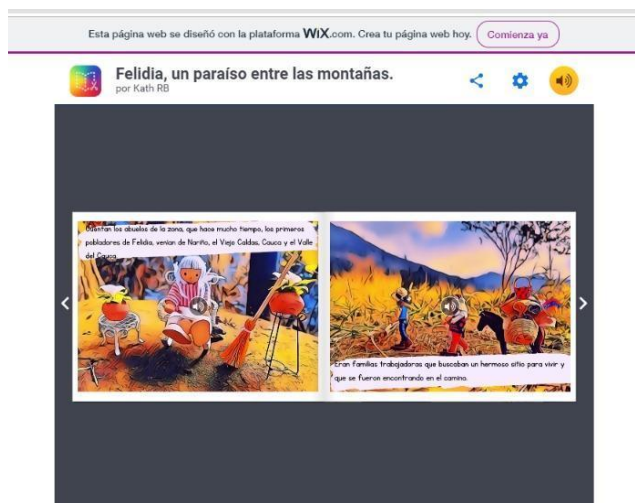 Esta página web se diseñó con la plataforma WiX.com. Crea tu página web hoy. Comienza ya
Felidia, un paraíso entre las montañas.
por Kath RB
Cuentan los abuelos de la zona, que hace mucho tiempo, los primeros
pobladores de Felidia, venian de Nariño, el Viejo Caldas, Cauca y el Valle
del Cauca
Eran familias trabajadoras que buscaban un hermoso sitio para vivir y
que se fueron encontrando en el camino.